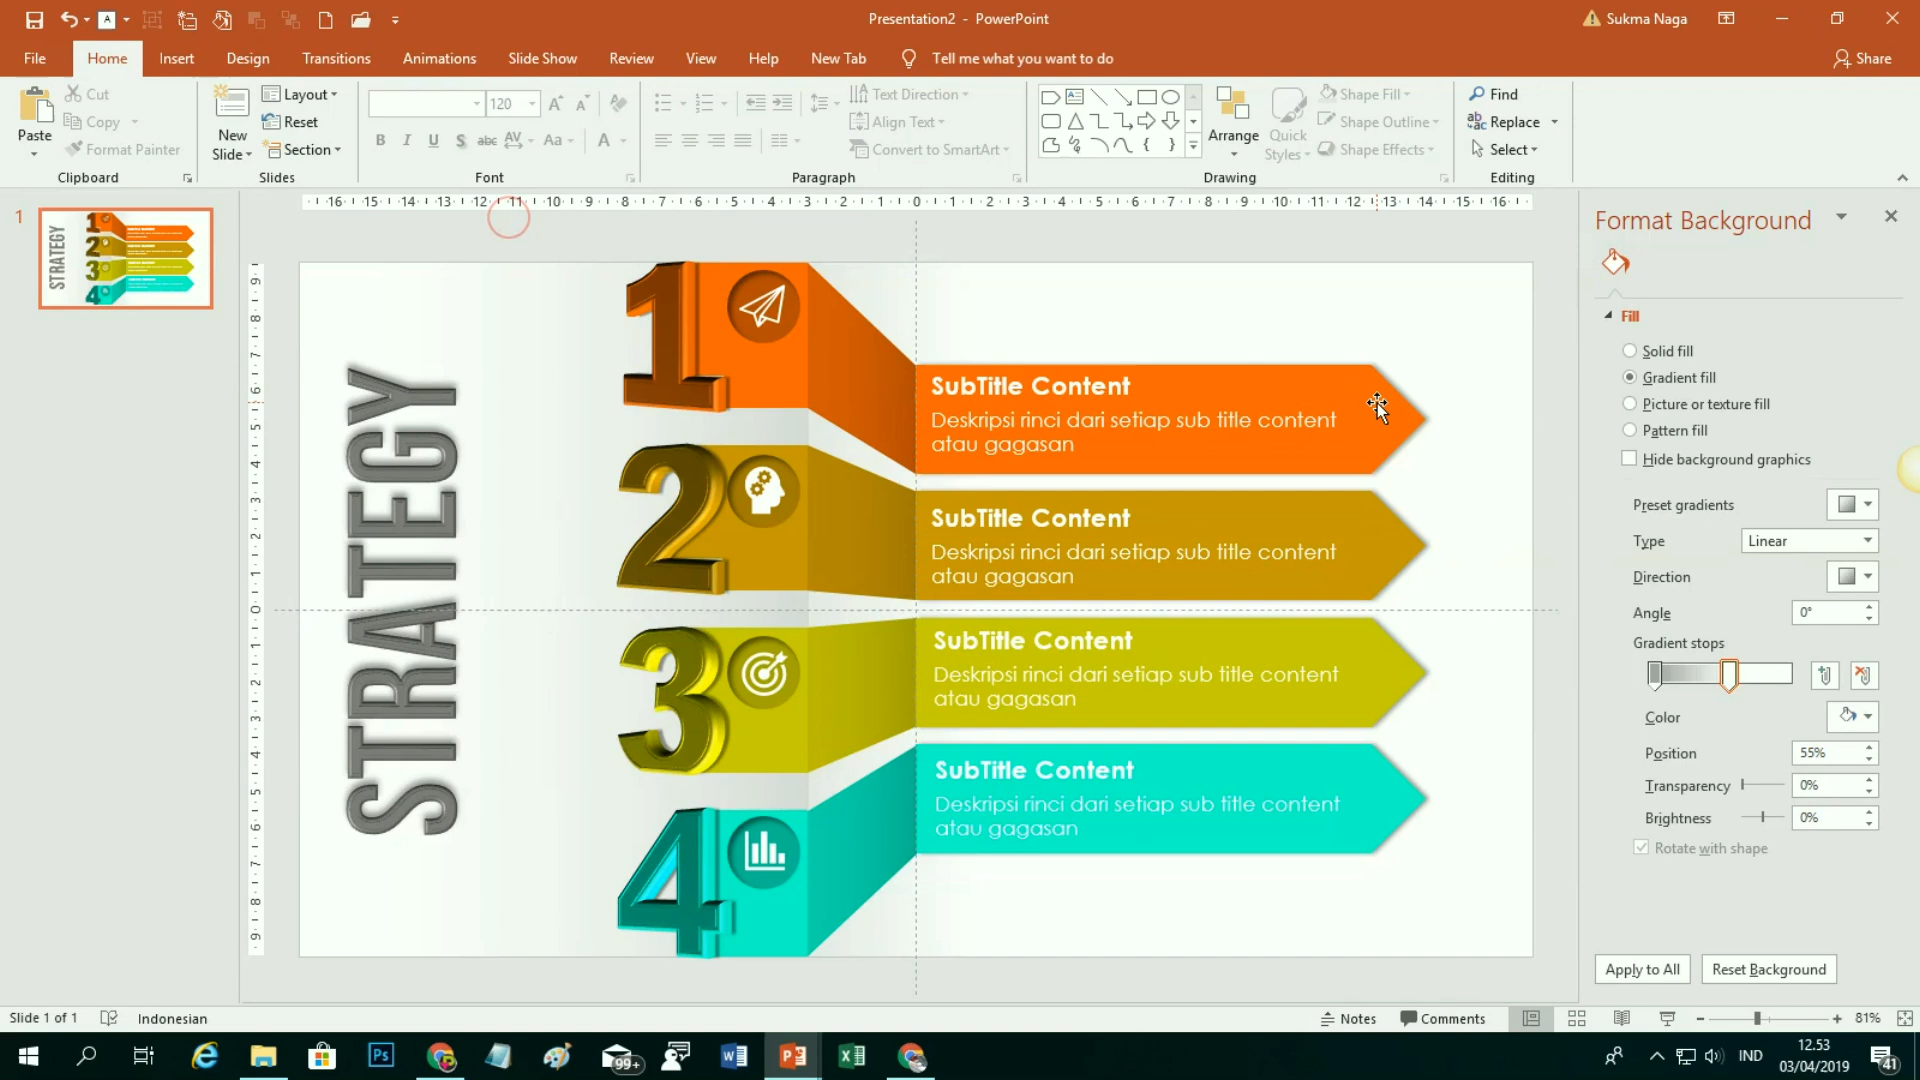 Presentation2 - PowerPoint
Sukma Naga
File
Home
Insert
Design
Transitions
Animations
Slide Show
Review
View
Help
New Tab
Tell me what you want to do
Share
Paste
Cut
Copy
Format Painter
Clipboard
New
Slide
Layout
Reset
Section
Slides
120
Font
Text Direction
Align Text
Convert to SmartArt
Paragraph
Arrange
Quick
Styles
Shape Fill
Shape Outline
Shape Effects
Drawing
Find
Replace
Select
Editing
1
STRATEGY
1
SubTitle Content
Deskripsi rinci dari setiap sub title content
atau gagasan
2
SubTitle Content
Deskripsi rinci dari setiap sub title content
atau gagasan
3
SubTitle Content
Deskripsi rinci dari setiap sub title content
atau gagasan
4
SubTitle Content
Deskripsi rinci dari setiap sub title content
atau gagasan
Format Background
Fill
Solid fill
Gradient fill
Picture or texture fill
Pattern fill
Hide background graphics
Preset gradients
Type
Linear
Direction
Angle
0°
Gradient stops
Color
Position
55%
Transparency
0%
Brightness
0%
Rotate with shape
Apply to All
Reset Background
Slide 1 of 1
Indonesian
Notes
Comments
81%
99+
IND
12.53
03/04/2019
41